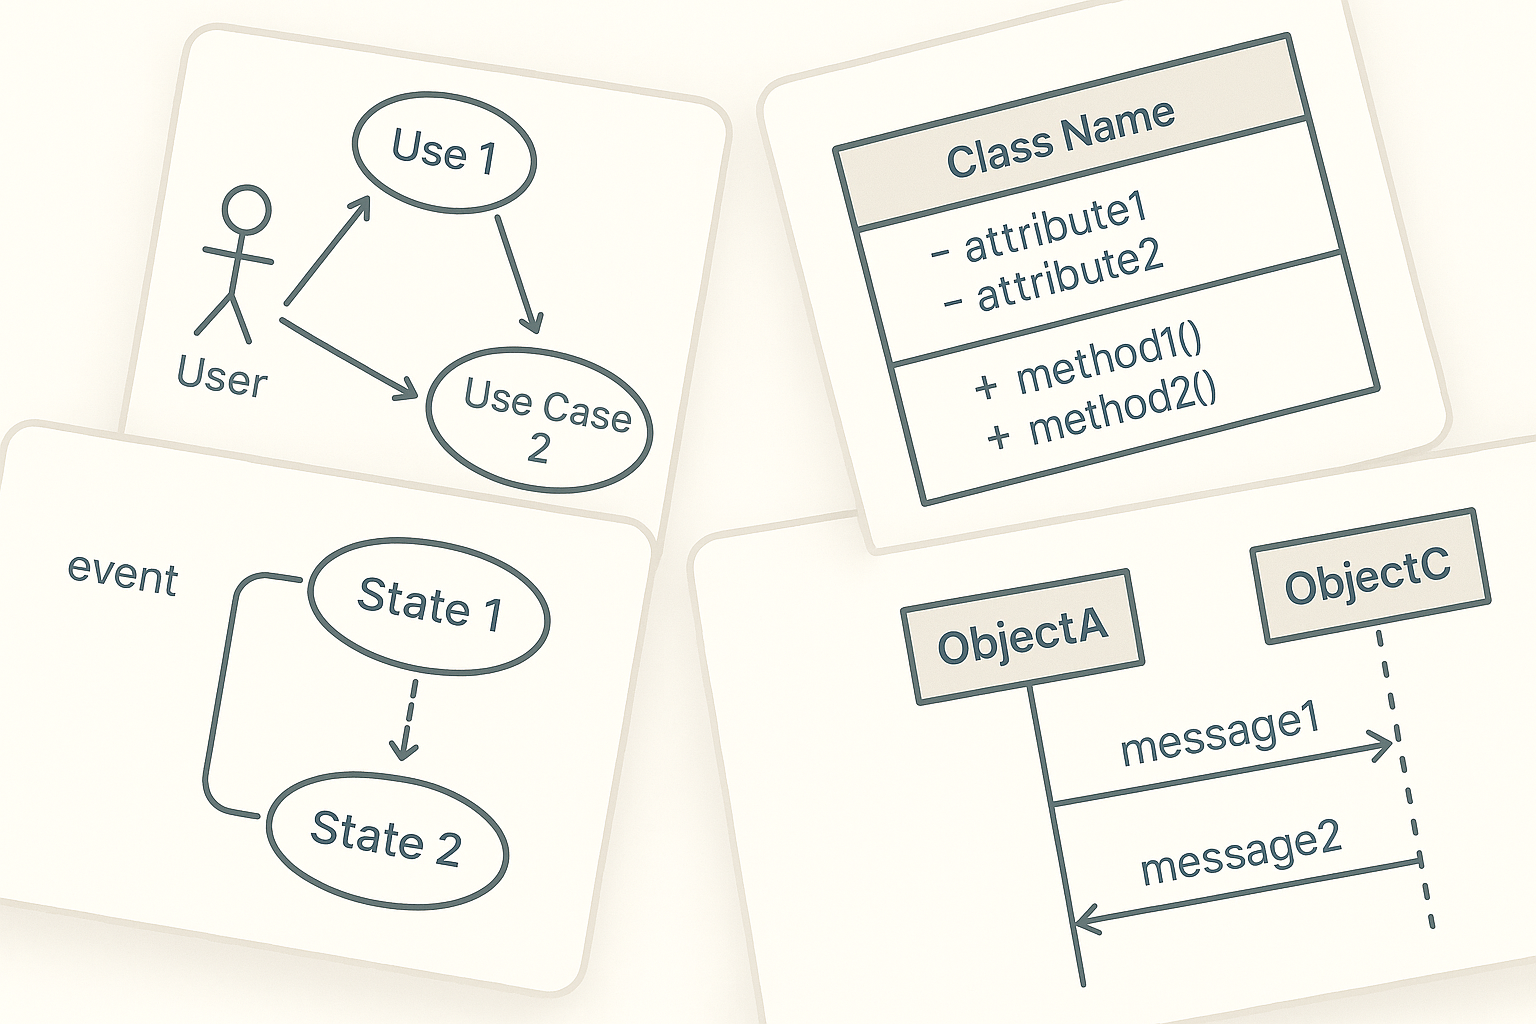 Use 1
User
Use Case
2
Class Name
- attribute1
- attribute2
+ method1()
+ method2()
event
State 1
State 2
ObjectA
ObjectC
message1
message2